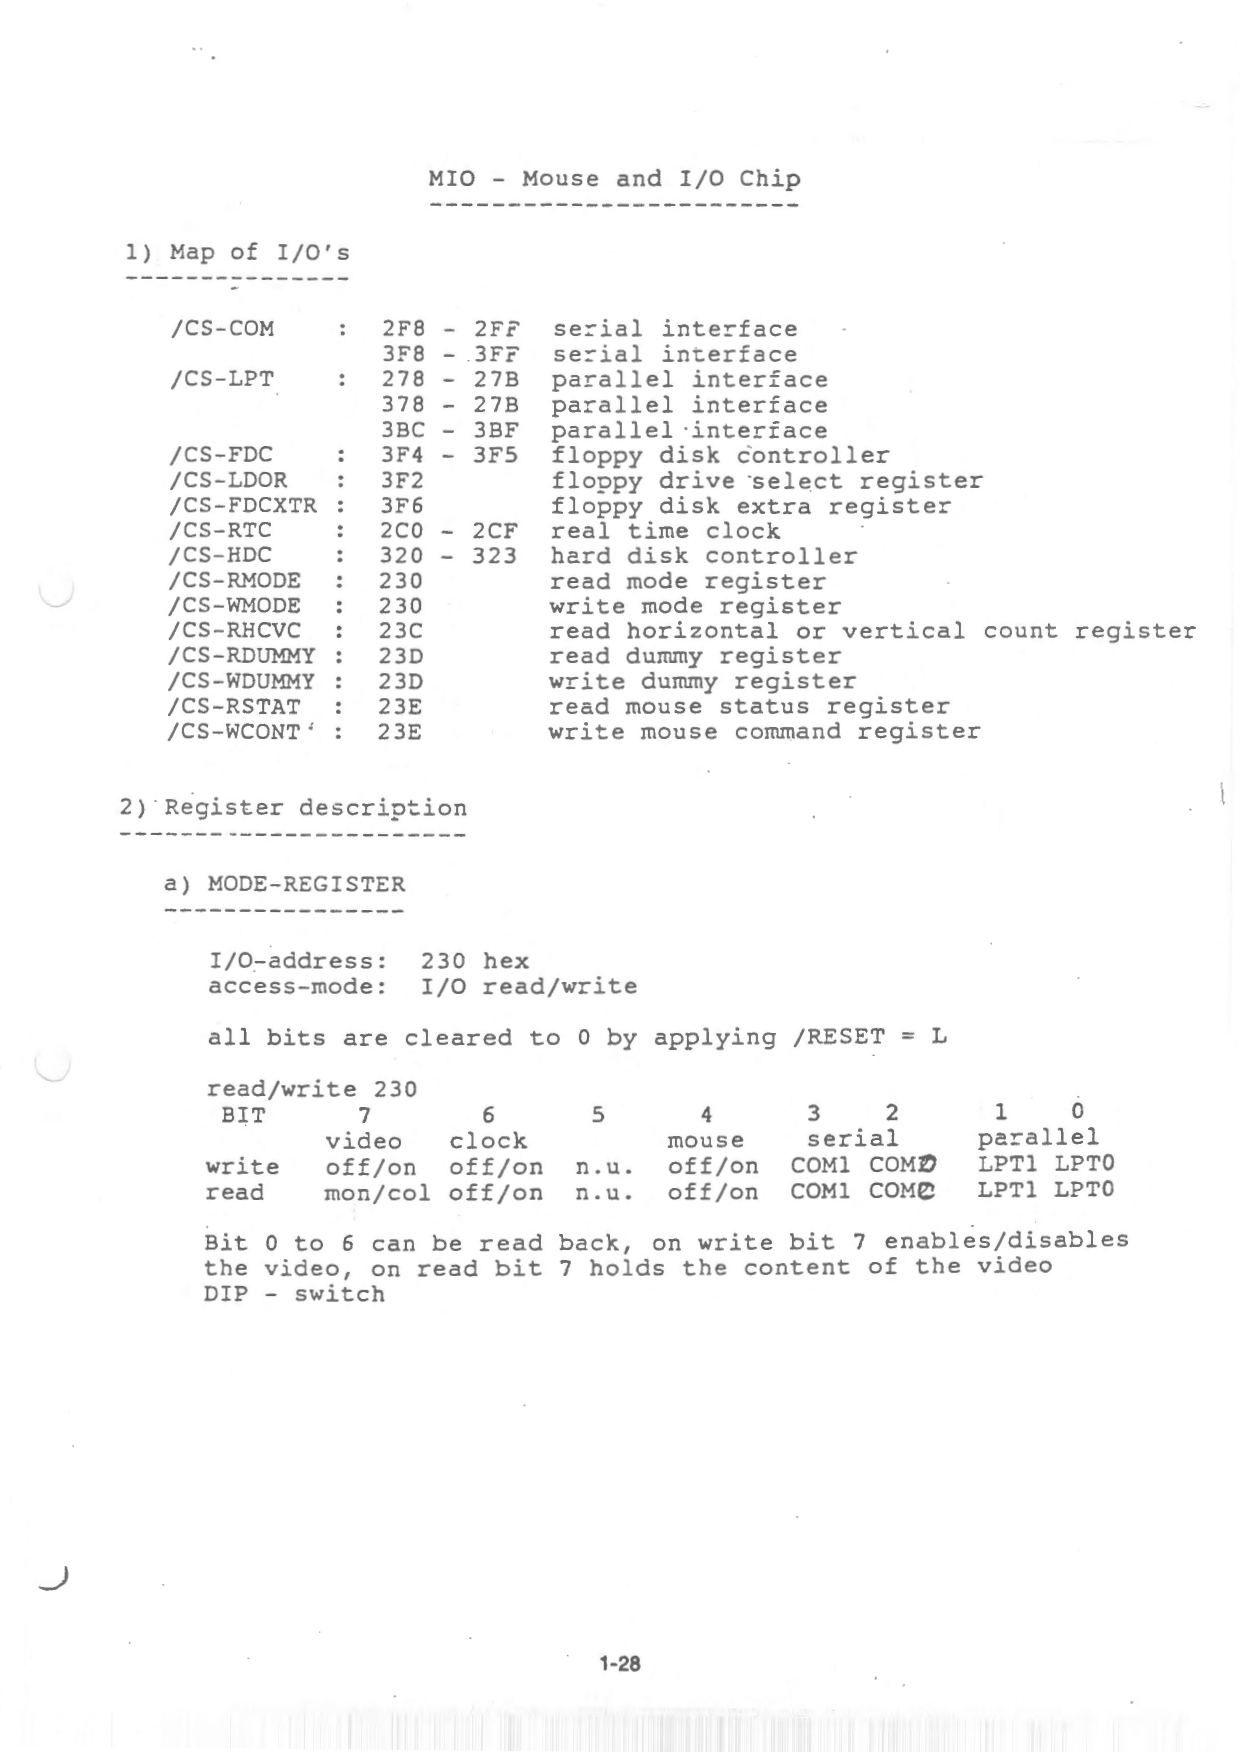 MIO - Mouse and I/O Chip
-------------------------
1) Map of I/O's
---------------
/CS-COM : 2F8 - 2FF serial interface
3F8 - 3FF serial interface
/CS-LPT : 278 - 27B parallel interface
378 - 27B parallel interface
3BC - 3BF parallel interface
/CS-FDC : 3F4 - 3F5 floppy disk controller
/CS-LDOR : 3F2 floppy drive select register
/CS-FDCXTR : 3F6 floppy disk extra register
/CS-RTC : 2C0 - 2CF real time clock
/CS-HDC : 320 - 323 hard disk controller
/CS-RMODE : 230 read mode register
/CS-WMODE : 230 write mode register
/CS-RHCVC : 23C read horizontal or vertical count register
/CS-RDUMMY : 23D read dummy register
/CS-WDUMMY : 23D write dummy register
/CS-RSTAT : 23E read mouse status register
/CS-WCONT : 23E write mouse command register
2) Register description
-----------------------
a) MODE-REGISTER
----------------
I/O-address: 230 hex
access-mode: I/O read/write
all bits are cleared to 0 by applying /RESET = L
read/write 230
BIT 7 6 5 4 3 2 1 0
video clock mouse serial parallel
write off/on off/on n.u. off/on COM1 LPT1 LPT0
read mon/col off/on n.u. off/on COM1 LPT1 LPT0
Bit 0 to 6 can be read back, on write bit 7 enables/disables
the video, on read bit 7 holds the content of the video
DIP - switch
1-28